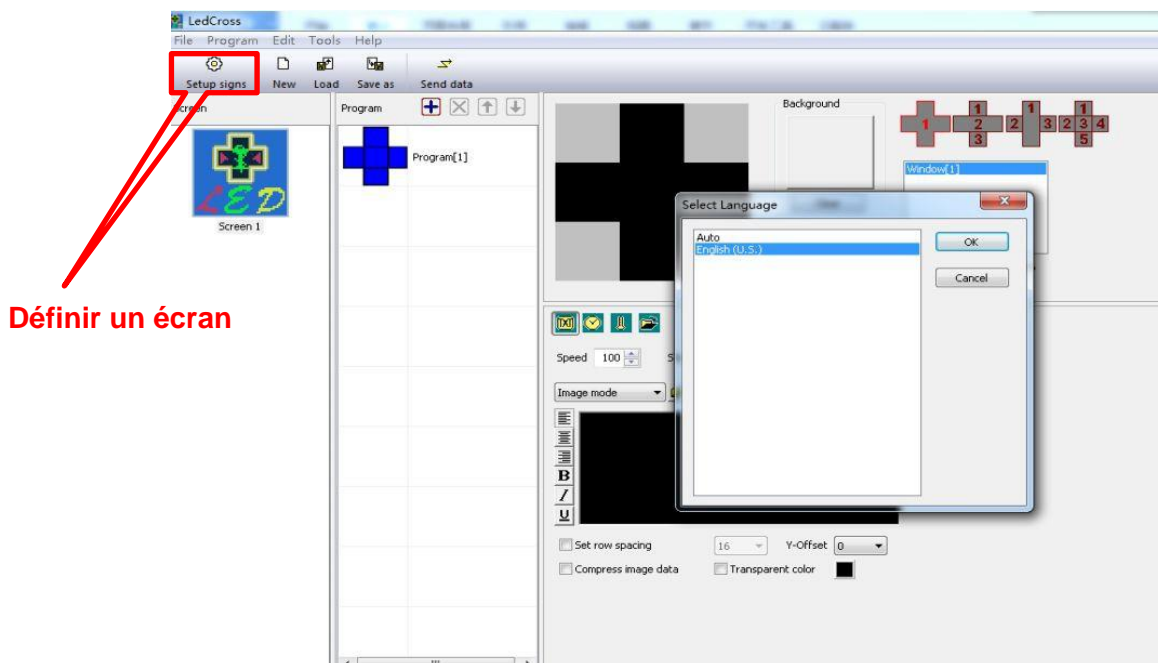 LedCross
File Program Edit Tools Help
Setup signs New Load Save as Send data
Screen
Program
Background
1
1
2
3
1
2
3
1
2 3 4
5
Program[1]
Window[1]
LED
Screen 1
Select Language
Auto
English (U.S.)
OK
Cancel
Définir un écran
Speed 100
Image mode
B
I
U
Set row spacing 16 Y-Offset 0
Compress image data Transparent color